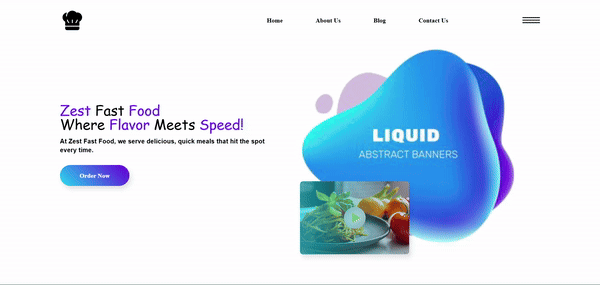 Home
About Us
Blog
Contact Us
Zest Fast Food
Where Flavor Meets Speed!
At Zest Fast Food, we serve delicious, quick meals that hit the spot
every time.
Order Now
LIQUID
ABSTRACT BANNERS